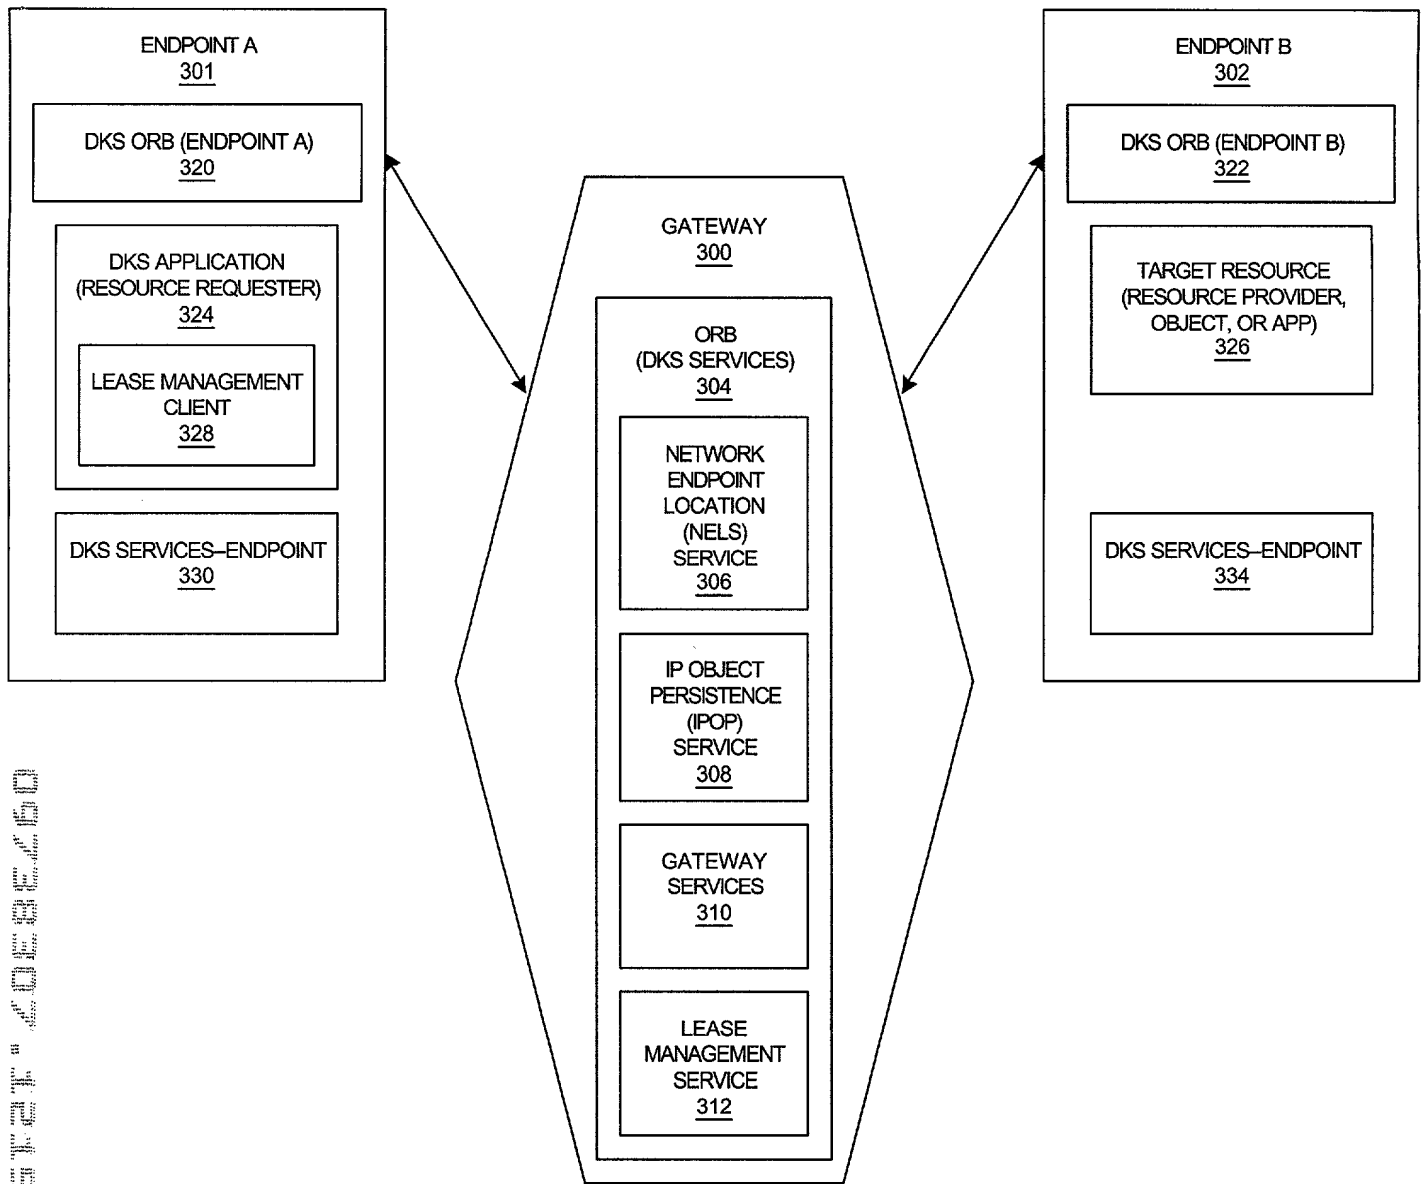 ENDPOINT A
301
DKS ORB (ENDPOINT A)
320
DKS APPLICATION
(RESOURCE REQUESTER)
324
LEASE MANAGEMENT
CLIENT
328
DKS SERVICES–ENDPOINT
330
GATEWAY
300
ORB
(DKS SERVICES)
304
NETWORK
ENDPOINT
LOCATION
(NELS)
SERVICE
306
IP OBJECT
PERSISTENCE
(IPOP)
SERVICE
308
GATEWAY
SERVICES
310
LEASE
MANAGEMENT
SERVICE
312
ENDPOINT B
302
DKS ORB (ENDPOINT B)
322
TARGET RESOURCE
(RESOURCE PROVIDER,
OBJECT, OR APP)
326
DKS SERVICES–ENDPOINT
334